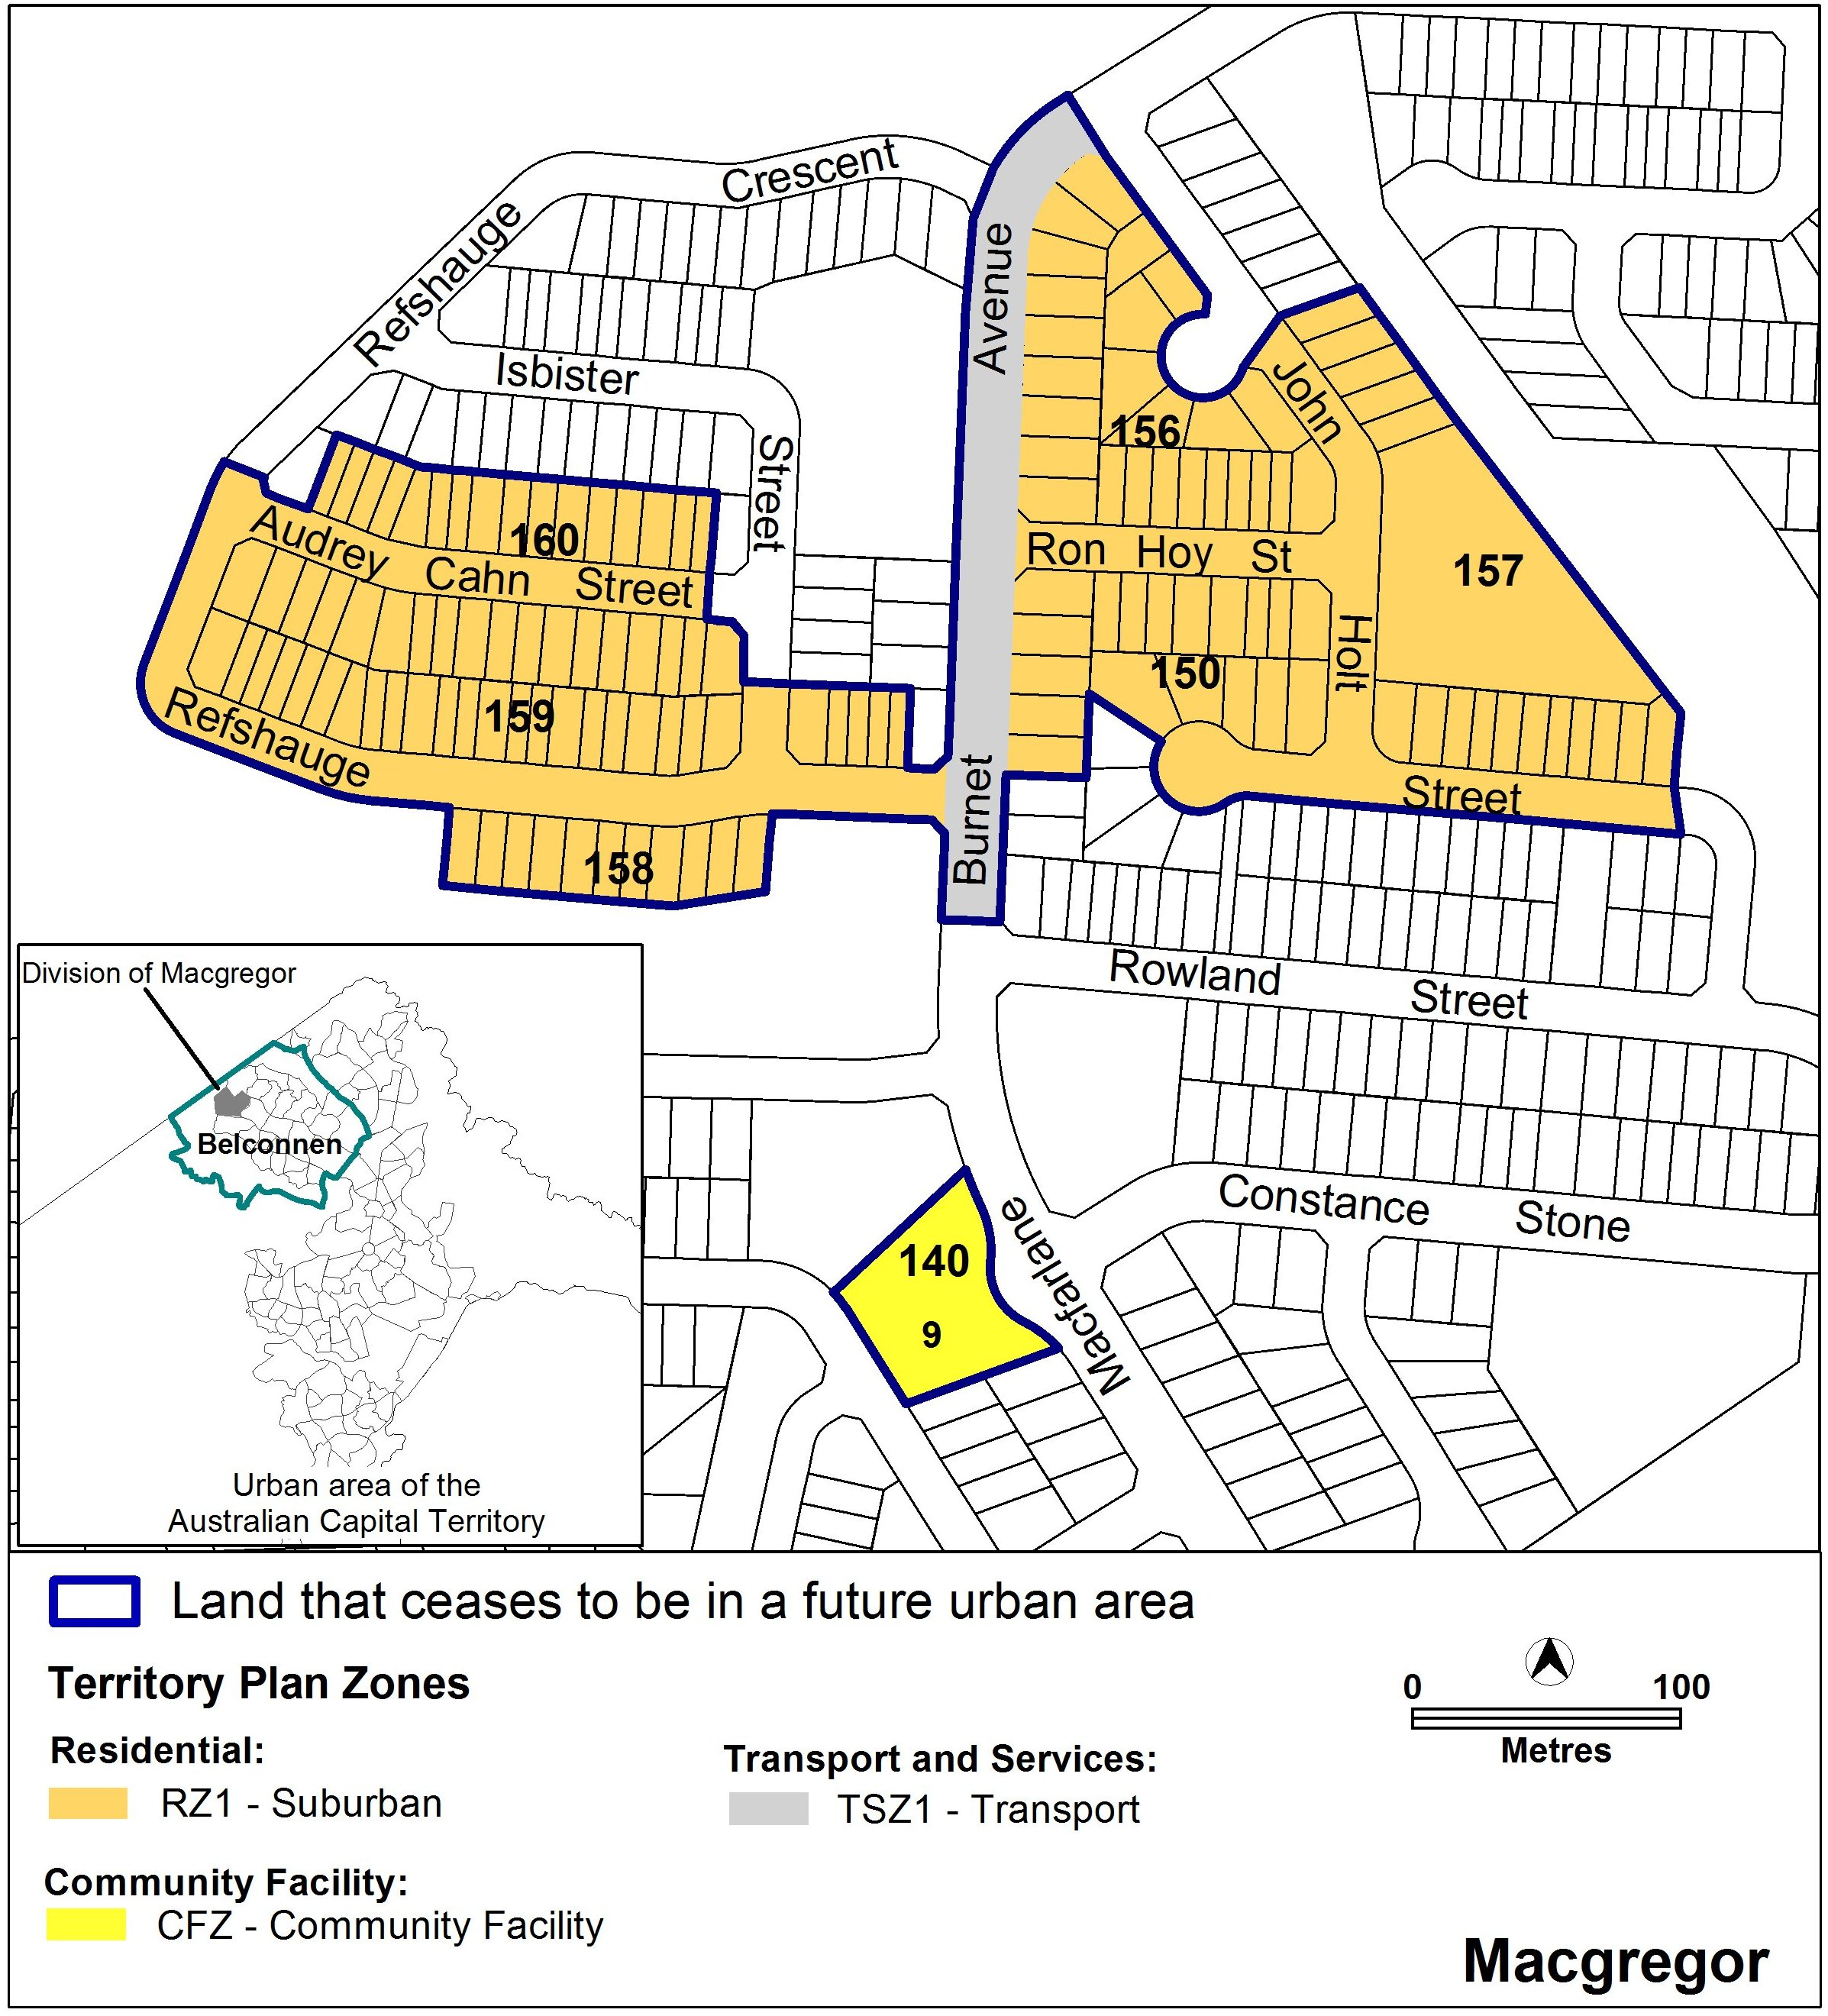 Crescent
Refshauge
Avenue
Isbister
John
156
Street
160
Audrey Cahn Street
Ron Hoy St
157
Holt
150
159
Refshauge
Street
Burnet
158
Rowland Street
Division of Macgregor
Belconnen
Constance Stone
Macfarlane
140
9
Urban area of the
Australian Capital Territory
Land that ceases to be in a future urban area
Territory Plan Zones
0 100
Metres
Residential:
RZ1 - Suburban
Transport and Services:
TSZ1 - Transport
Community Facility:
CFZ - Community Facility
Macgregor